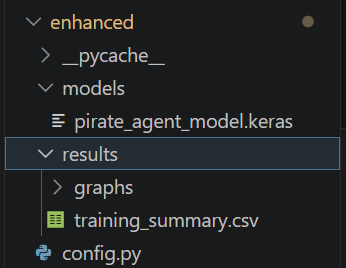 enhanced
__pycache__
models
pirate_agent_model.keras
results
graphs
training_summary.csv
config.py